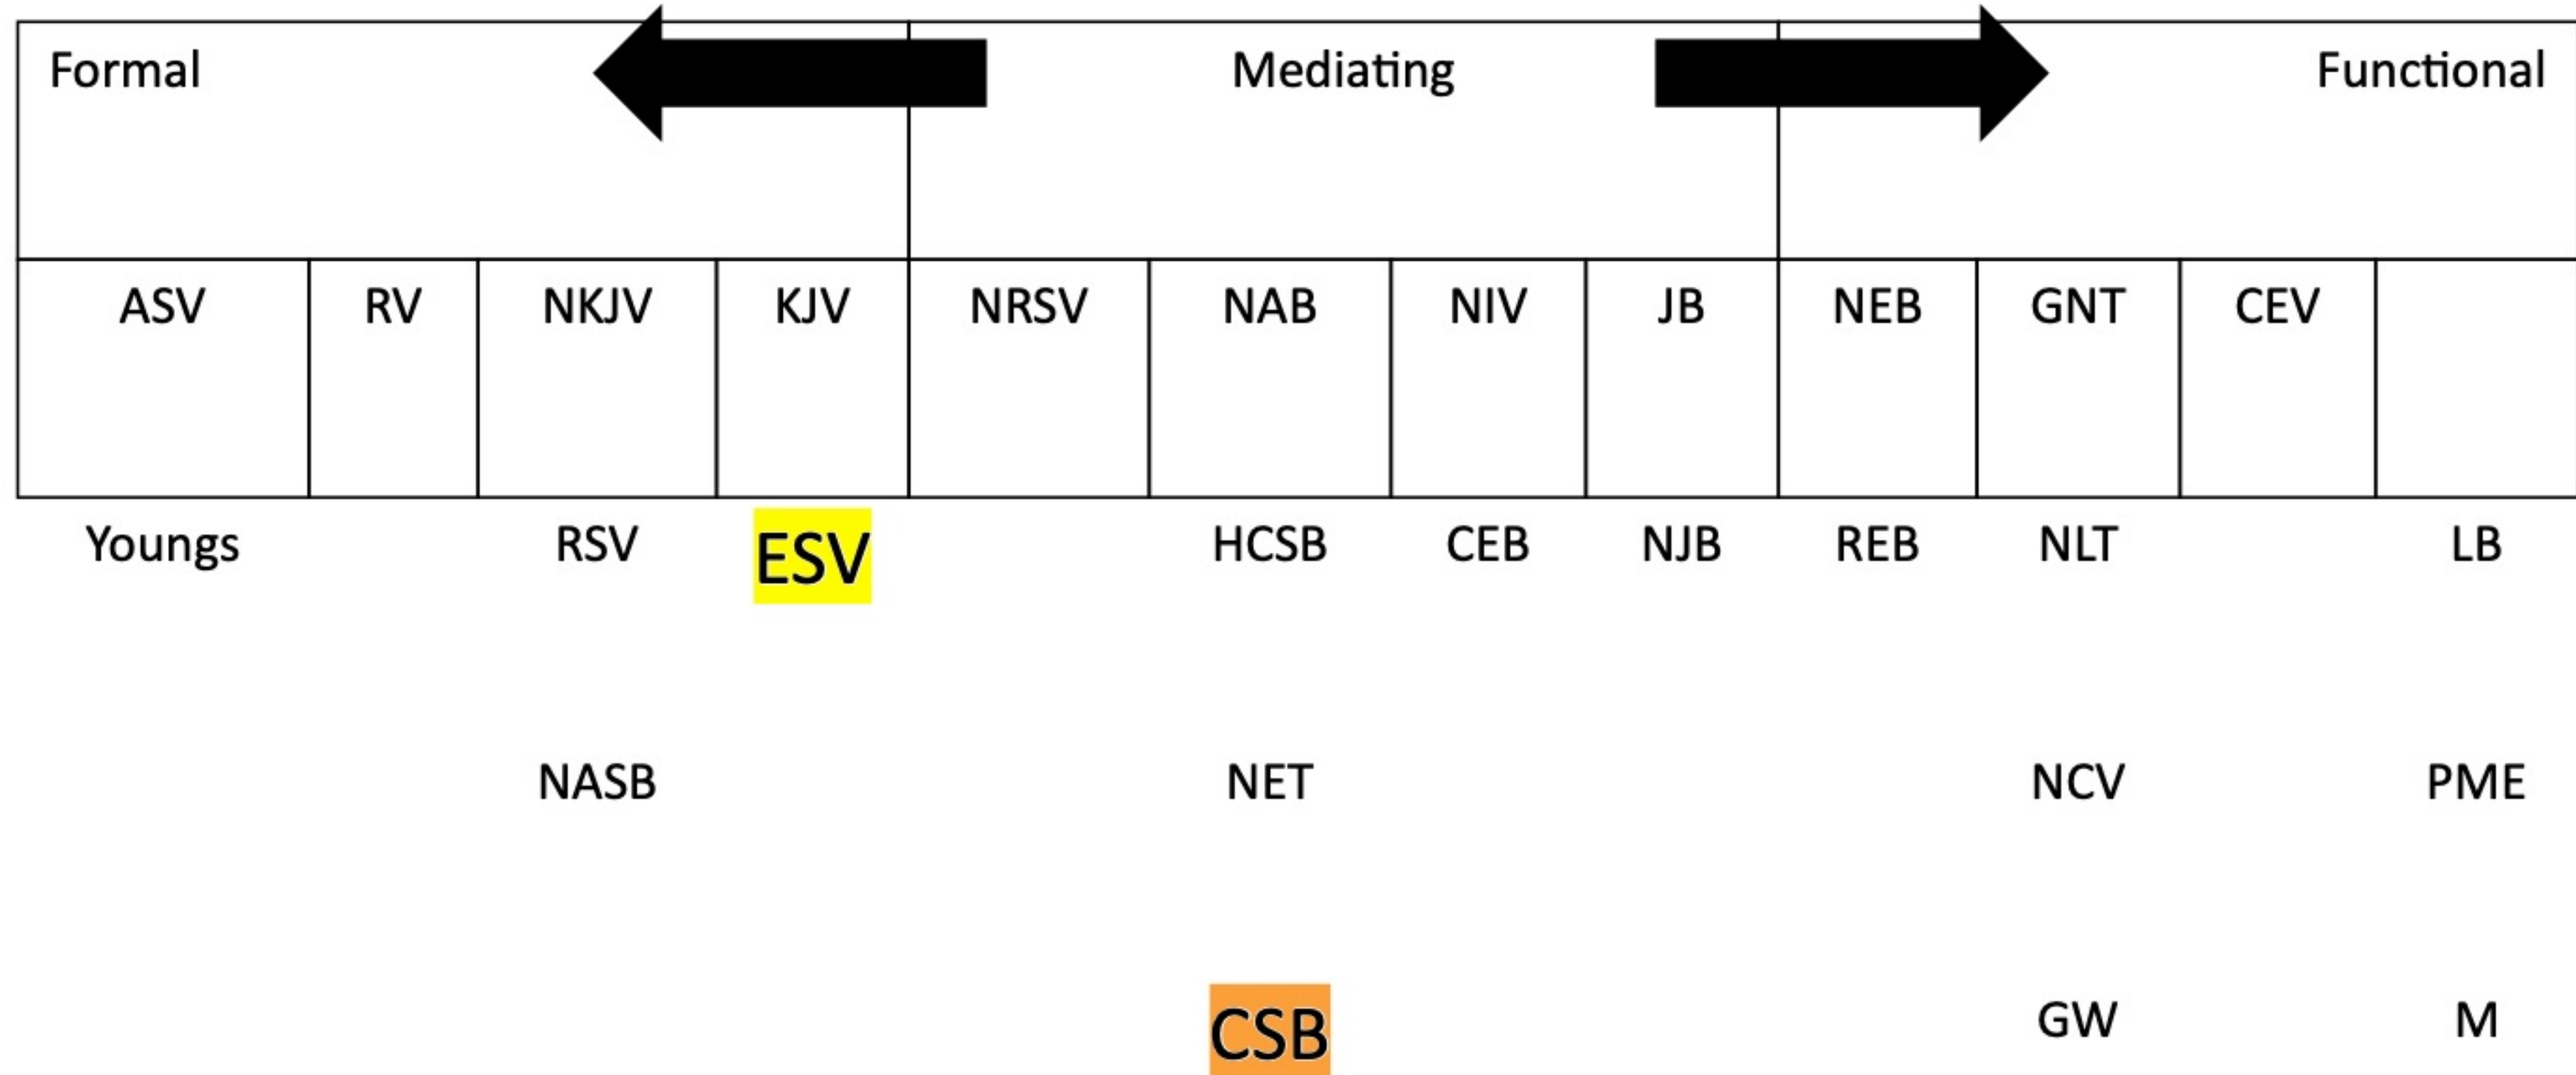 Formal Mediating Functional
ASV RV NKJV KJV NRSV NAB NIV JB NEB GNT CEV
Youngs RSV ESV HCSB CEB NJB REB NLT LB
NASB NET NCV PME
CSB GW M